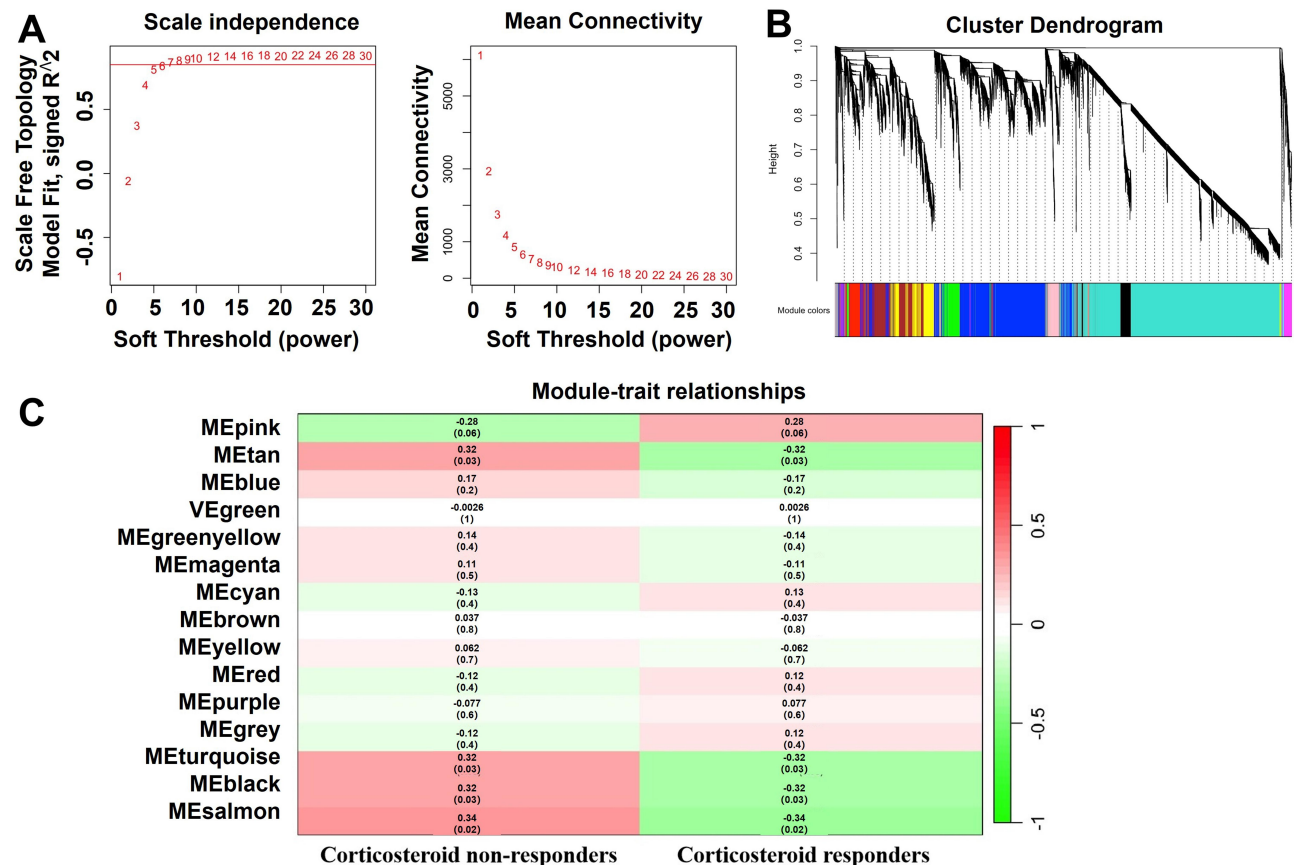 A
Scale independence
Scale Free Topology
Model Fit, signed R^2
0.5
0.0
-0.5
1
2
3
4
5 6 7 8 9 10 12 14 16 18 20 22 24 26 28 30
0 5 10 15 20 25 30
Soft Threshold (power)
Mean Connectivity
Mean Connectivity
5000
3000
1000
0
1
2
3
4
5 6 7 8 9 10 12 14 16 18 20 22 24 26 28 30
0 5 10 15 20 25 30
Soft Threshold (power)
B
Cluster Dendrogram
Height
1.0
0.9
0.8
0.7
0.6
0.5
0.4
Module colors
C
Module-trait relationships
MEpink -0.28 0.28
(0.06) (0.06)
MEtan 0.32 -0.32
(0.03) (0.03)
MEblue 0.17 -0.17
(0.2) (0.2)
VEgreen -0.0026 0.0026
(1) (1)
MEgreenyellow 0.14 -0.14
(0.4) (0.4)
MEmagenta 0.11 -0.11
(0.5) (0.5)
MEcyan -0.13 0.13
(0.4) (0.4)
MEbrown 0.037 -0.037
(0.8) (0.8)
MEyellow 0.062 -0.062
(0.7) (0.7)
MEred -0.12 0.12
(0.4) (0.4)
MEpurple -0.077 0.077
(0.6) (0.6)
MEgrey -0.12 0.12
(0.4) (0.4)
MEturquoise 0.32 -0.32
(0.03) (0.03)
MEblack 0.32 -0.32
(0.03) (0.03)
MEsalmon 0.34 -0.34
(0.02) (0.02)
1
0.5
0
-0.5
-1
Corticosteroid non-responders Corticosteroid responders